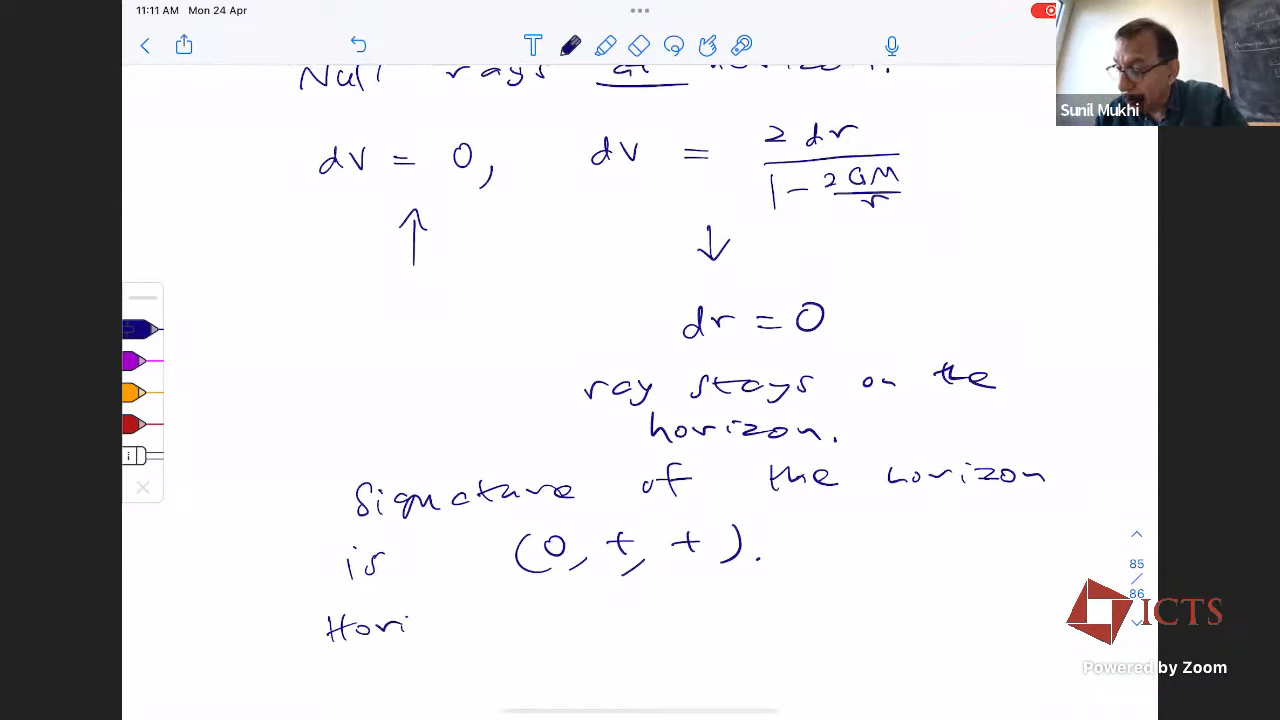 11:11 AM Mon 24 Apr
Null rays at horizon.
Sunil Mukhi
dv = 0, dv = 2 dr / 1 - 2GM/r
dr = 0
ray stays on the
horizon.
Signature of the horizon
is (0, +, +).
Hori
85
/
86
ICTS
Powered by Zoom